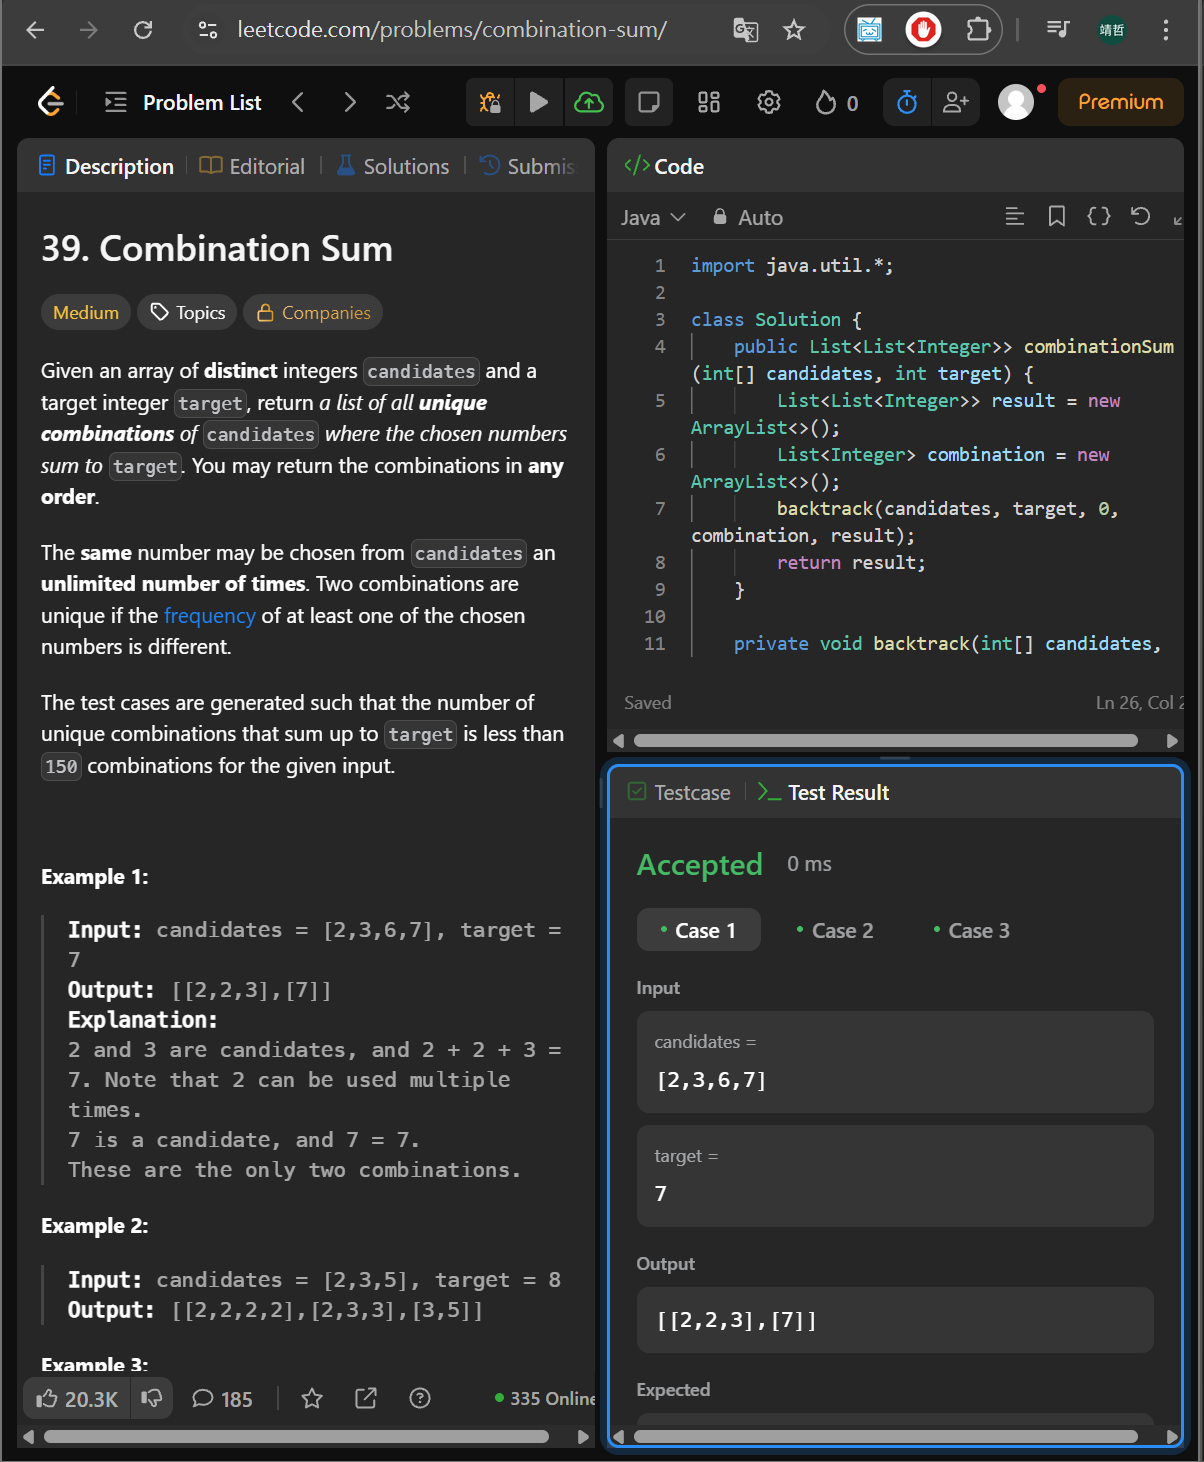 leetcode.com/problems/combination-sum/
靖哲
Problem List
0
Premium
Description
Editorial
Solutions
Submis
39. Combination Sum
Medium
Topics
Companies
Given an array of distinct integers candidates and a
target integer target, return a list of all unique
combinations of candidates where the chosen numbers
sum to target. You may return the combinations in any
order.
The same number may be chosen from candidates an
unlimited number of times. Two combinations are
unique if the frequency of at least one of the chosen
numbers is different.
The test cases are generated such that the number of
unique combinations that sum up to target is less than
150 combinations for the given input.
Example 1:
Input: candidates = [2,3,6,7], target =
7
Output: [[2,2,3],[7]]
Explanation:
2 and 3 are candidates, and 2 + 2 + 3 =
7. Note that 2 can be used multiple
times.
7 is a candidate, and 7 = 7.
These are the only two combinations.
Example 2:
Input: candidates = [2,3,5], target = 8
Output: [[2,2,2,2],[2,3,3],[3,5]]
Example 3:
20.3K
185
335 Online
</> Code
Java
Auto
1 import java.util.*;
2
3 class Solution {
4 public List<List<Integer>> combinationSum
(int[] candidates, int target) {
5 List<List<Integer>> result = new
ArrayList<>();
6 List<Integer> combination = new
ArrayList<>();
7 backtrack(candidates, target, 0,
combination, result);
8 return result;
9 }
10
11 private void backtrack(int[] candidates,
Saved
Ln 26, Col
Testcase
Test Result
Accepted
0 ms
Case 1
Case 2
Case 3
Input
candidates =
[2,3,6,7]
target =
7
Output
[[2,2,3],[7]]
Expected